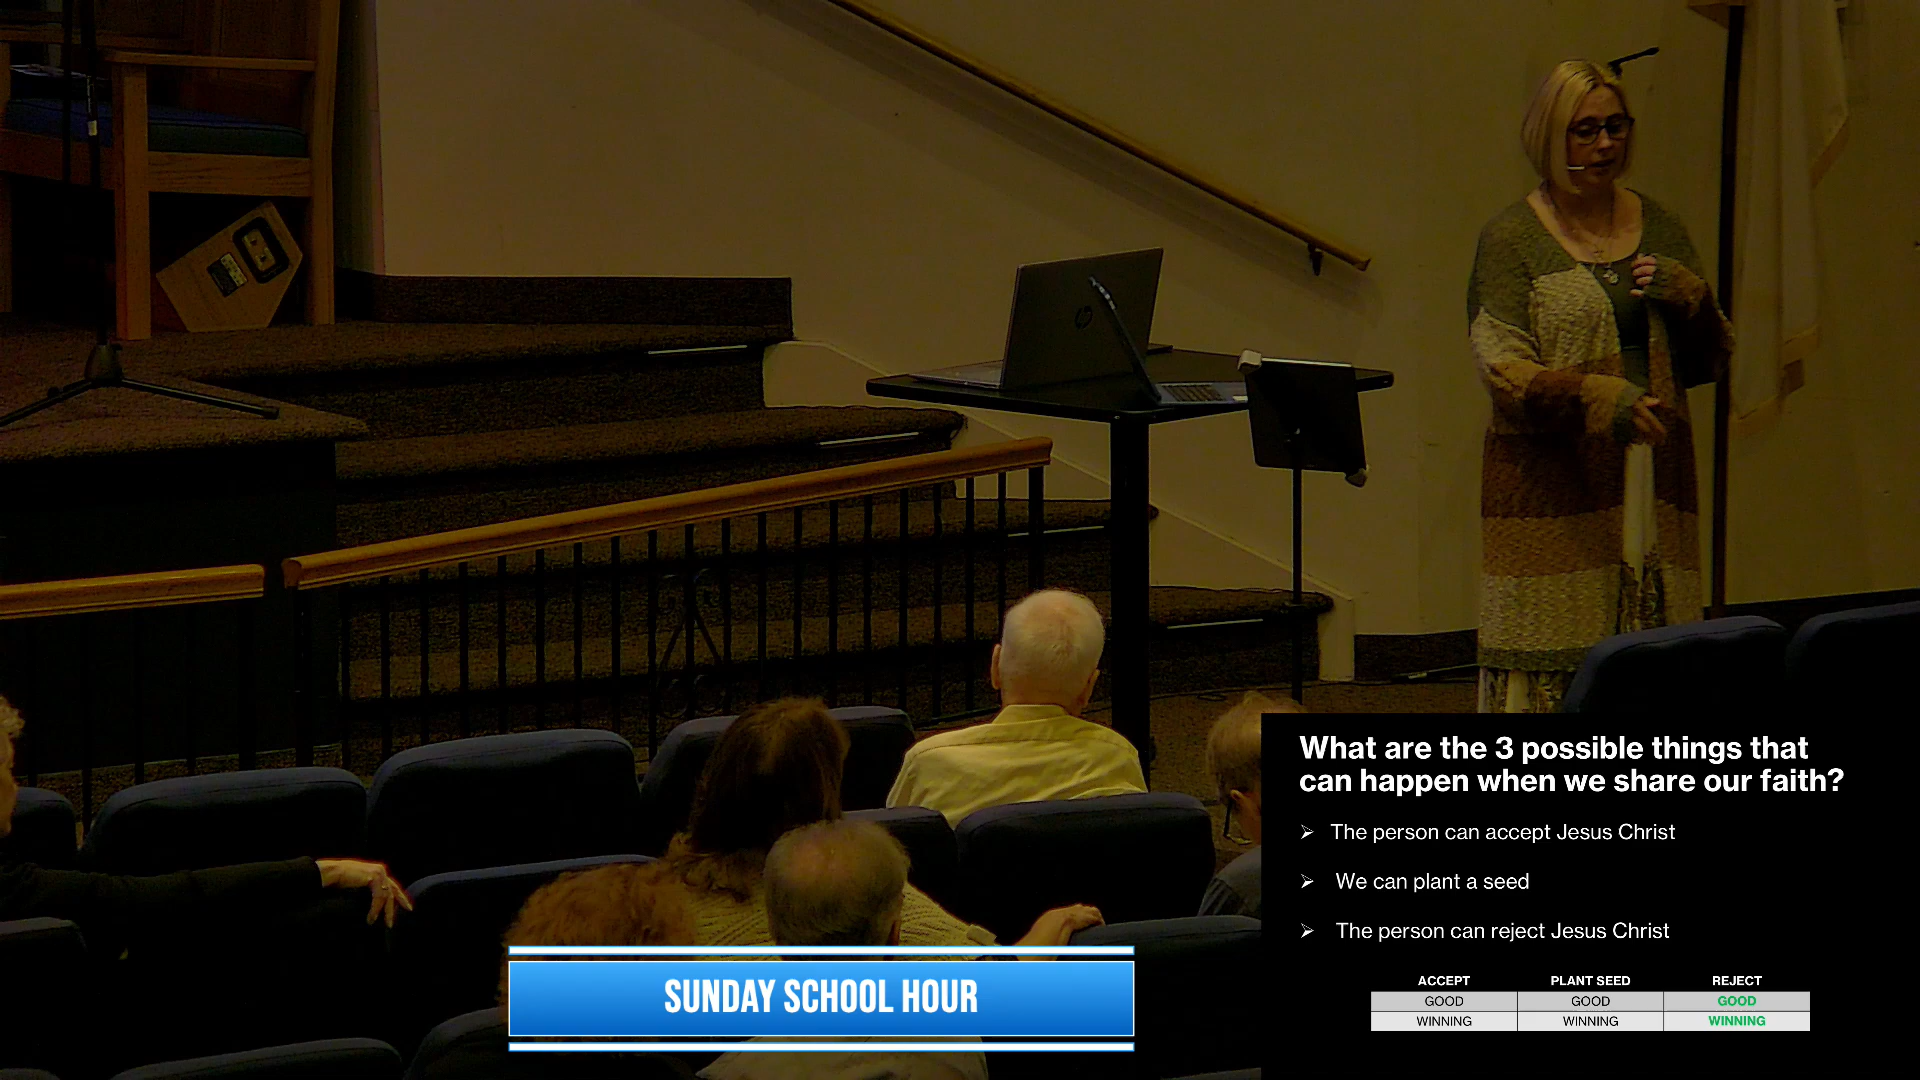 What are the 3 possible things that
can happen when we share our faith?
The person can accept Jesus Christ
We can plant a seed
The person can reject Jesus Christ
ACCEPT PLANT SEED REJECT
GOOD GOOD GOOD
WINNING WINNING WINNING
SUNDAY SCHOOL HOUR